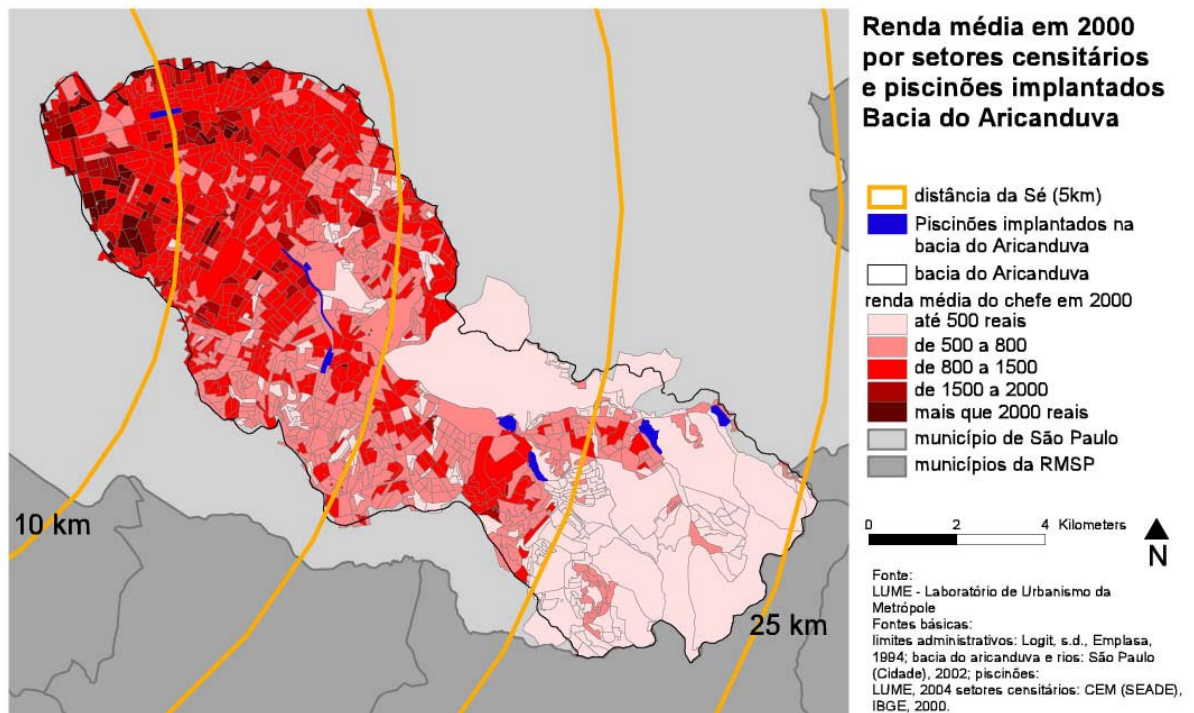 Renda média em 2000
por setores censitários
e piscinões implantados
Bacia do Aricanduva
distância da Sé (5km)
Piscinões implantados na
bacia do Aricanduva
bacia do Aricanduva
renda média do chefe em 2000
até 500 reais
de 500 a 800
de 800 a 1500
de 1500 a 2000
mais que 2000 reais
município de São Paulo
municípios da RMSP
10 km
25 km
0 2 4 Kilometers
N
Fonte:
LUME - Laboratório de Urbanismo da
Metrópole
Fontes básicas:
limites administrativos: Logit, s.d., Emplasa,
1994; bacia do aricanduva e rios: São Paulo
(Cidade), 2002; piscinões:
LUME, 2004 setores censitários: CEM (SEADE),
IBGE, 2000.